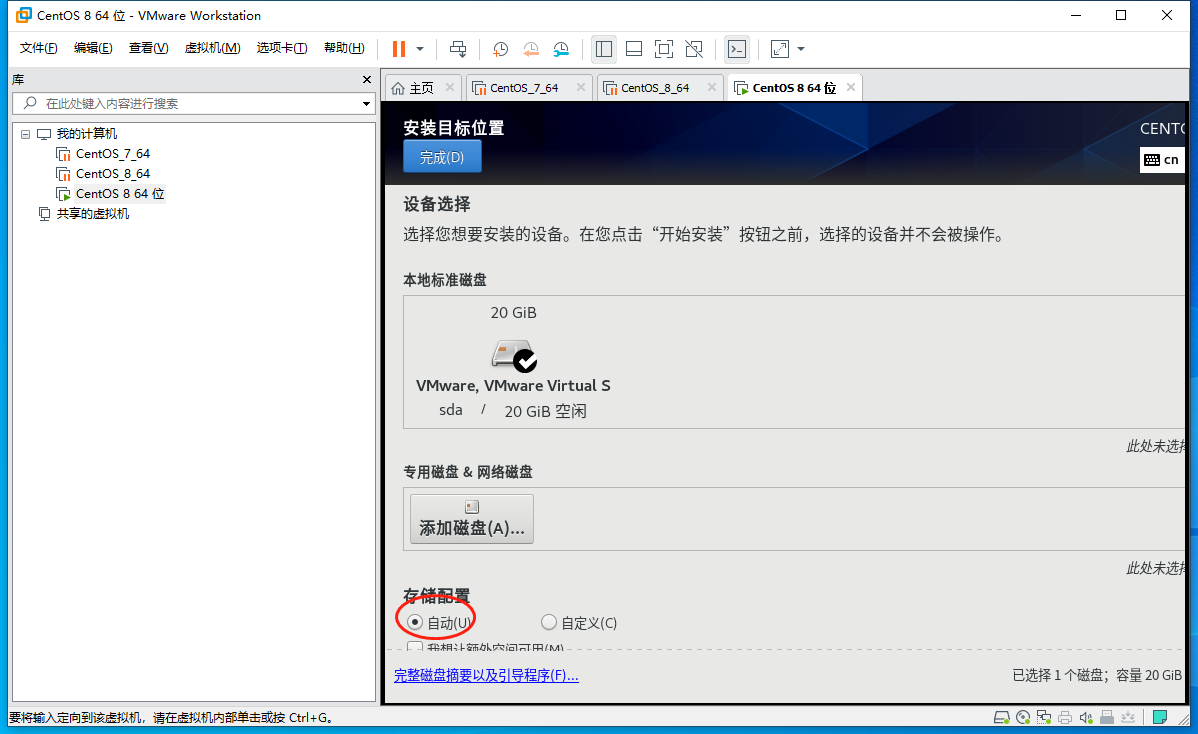 CentOS 8 64 位 - VMware Workstation
文件(F) 编辑(E) 查看(V) 虚拟机(M) 选项卡(T) 帮助(H)
库
在此处键入内容进行搜索
我的计算机
CentOS_7_64
CentOS_8_64
CentOS 8 64 位
共享的虚拟机
主页 CentOS_7_64 CentOS_8_64 CentOS 8 64 位
安装目标位置
CENTO
完成(D)
cn
设备选择
选择您想要安装的设备。在您点击“开始安装”按钮之前，选择的设备并不会被操作。
本地标准磁盘
20 GiB
VMware, VMware Virtual S
sda / 20 GiB 空闲
此处未选择
专用磁盘 & 网络磁盘
添加磁盘(A)...
此处未选择
存储配置
自动(U) 自定义(C)
我想让额外空间可用(M)
完整磁盘摘要以及引导程序(F)... 已选择 1 个磁盘；容量 20 GiB
要将输入定向到该虚拟机，请在虚拟机内部单击或按 Ctrl+G。